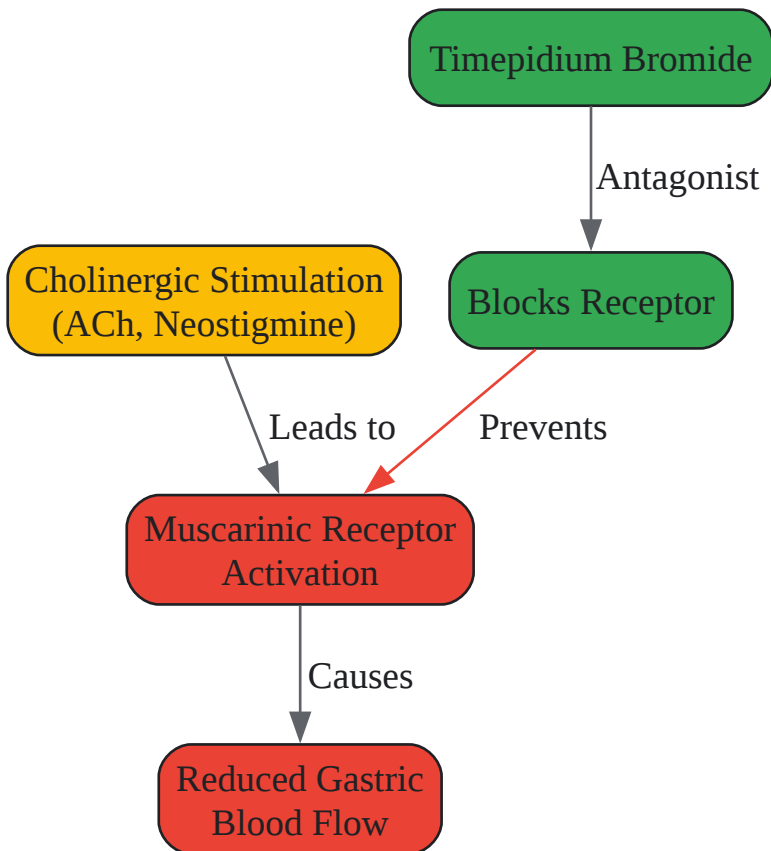 Timepidium Bromide
Antagonist
Cholinergic Stimulation
(ACh, Neostigmine)
Blocks Receptor
Leads to
Prevents
Muscarinic Receptor
Activation
Causes
Reduced Gastric
Blood Flow